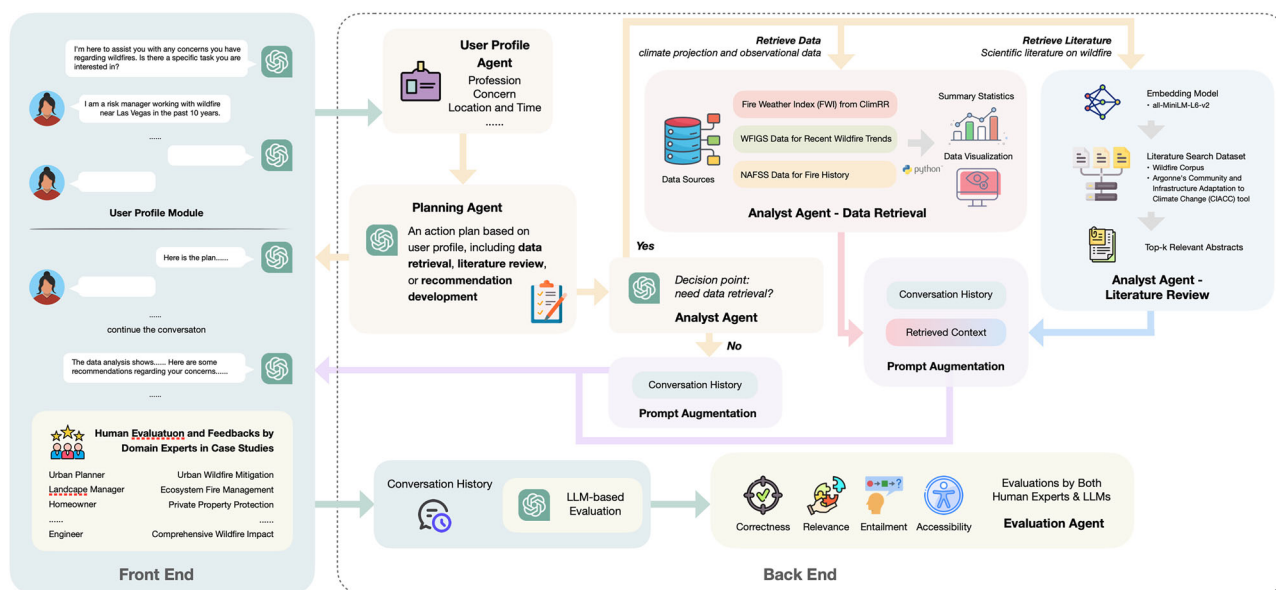 I'm here to assist you with any concerns you have
regarding wildfires. Is there a specific task you are
interested in?
I am a risk manager working with wildfire
near Las Vegas in the past 10 years.
......
User Profile Module
Here is the plan......
......
continue the conversaton
The data analysis shows...... Here are some
recommendations regarding your concerns......
......
Human Evaluatuon and Feedbacks by
Domain Experts in Case Studies
Urban Planner Urban Wildfire Mitigation
Landcape Manager Ecosystem Fire Management
Homeowner Private Property Protection
...... ......
Engineer Comprehensive Wildfire Impact
Front End
User Profile
Agent
Profession
Concern
Location and Time
......
Planning Agent
An action plan based on
user profile, including data
retrieval, literature review,
or recommendation
development
Yes
Decision point:
need data retrieval?
Analyst Agent
No
Conversation History
Prompt Augmentation
Retrieve Data
climate projection and observational data
Data Sources
Fire Weather Index (FWI) from ClimRR
WFIGS Data for Recent Wildfire Trends
NAFSS Data for Fire History
python
Summary Statistics
Data Visualization
Analyst Agent - Data Retrieval
Retrieve Literature
Scientific literature on wildfire
Embedding Model
• all-MiniLM-L6-v2
Literature Search Dataset
• Wildfire Corpus
• Argonne's Community and
Infrastructure Adaptation to
Climate Change (CIACC) tool
Top-k Relevant Abstracts
Analyst Agent -
Literature Review
Conversation History
Retrieved Context
Prompt Augmentation
Conversation History
LLM-based
Evaluation
?
Correctness
Relevance
Entailment
Accessibility
Evaluations by Both
Human Experts & LLMs
Evaluation Agent
Back End